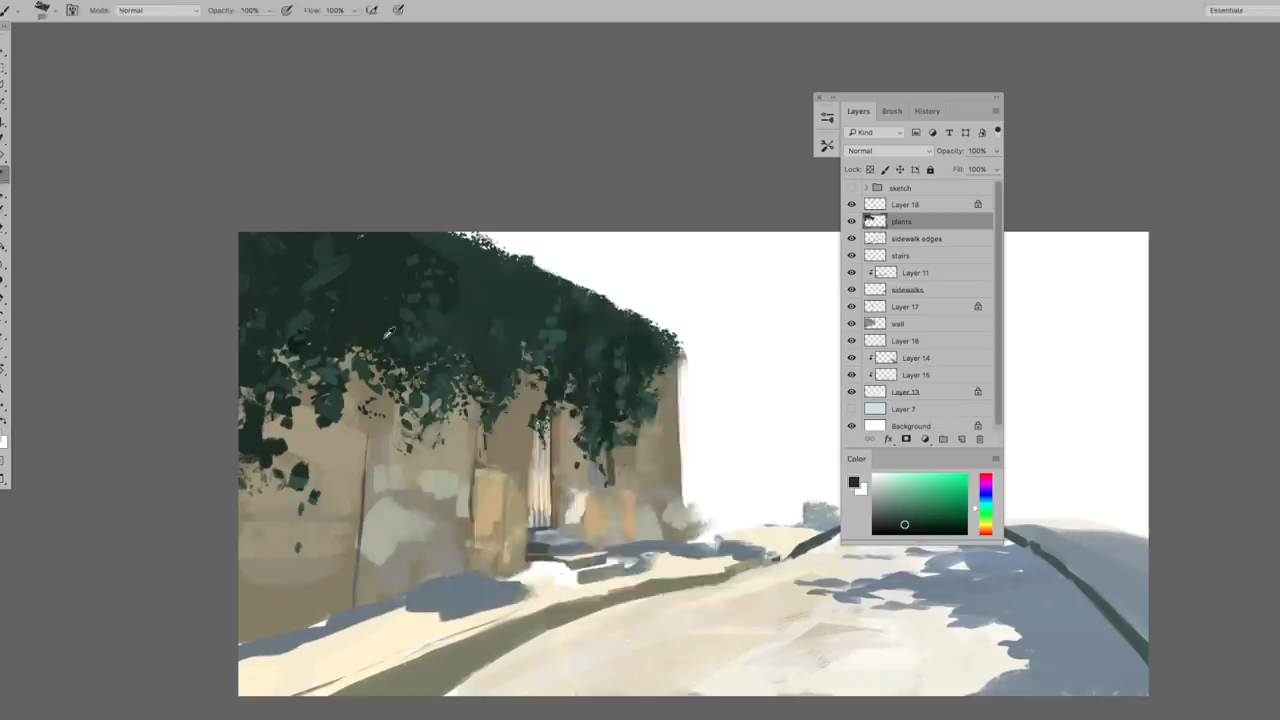 Mode: Normal Opacity: 100% Flow: 100% Essentials
Layers Brush History
Kind
Normal Opacity: 100%
Lock: Fill: 100%
sketch
Layer 18
plants
sidewalk edges
stairs
Layer 11
sidewalks
Layer 17
wall
Layer 16
Layer 14
Layer 15
Layer 13
Layer 7
Background
fx
Color